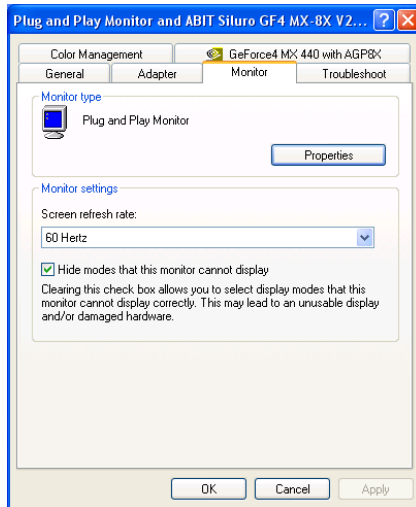 Plug and Play Monitor and ABIT Siluro GF4 MX-8X V2...
Color Management
GeForce4 MX 440 with AGP8X
General
Adapter
Monitor
Troubleshoot
Monitor type
Plug and Play Monitor
Properties
Monitor settings
Screen refresh rate:
60 Hertz
Hide modes that this monitor cannot display
Clearing this check box allows you to select display modes that this
monitor cannot display correctly. This may lead to an unusable display
and/or damaged hardware.
OK
Cancel
Apply